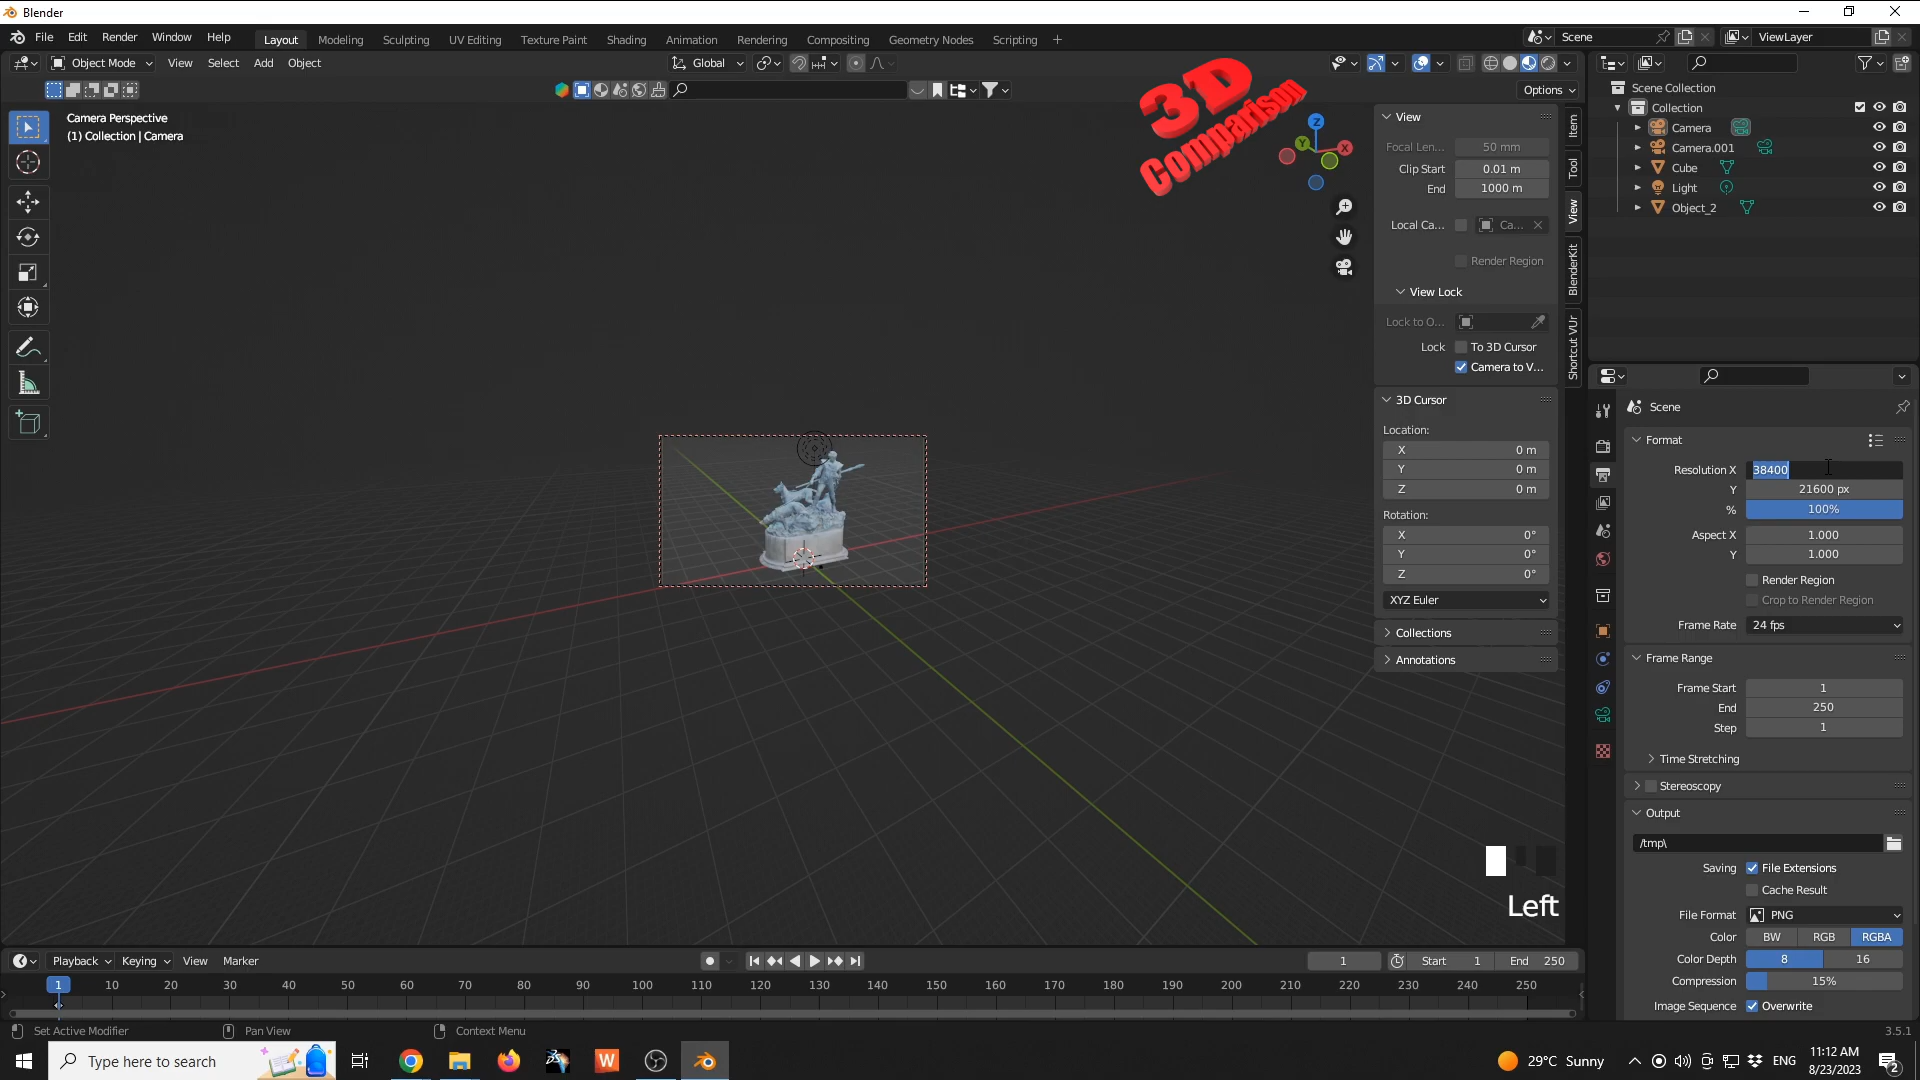 Blender
File Edit Render Window Help
Layout Modeling Sculpting UV Editing Texture Paint Shading Animation Rendering Compositing Geometry Nodes Scripting +
Scene
ViewLayer
Object Mode View Select Add Object
Global
Options
Camera Perspective
(1) Collection | Camera
3D
Comparison
Z
Y
X
View
Focal Len... 50 mm
Clip Start 0.01 m
End 1000 m
Local Ca... Ca...
Render Region
View Lock
Lock to O...
Lock To 3D Cursor
Camera to V...
3D Cursor
Location:
X 0 m
Y 0 m
Z 0 m
Rotation:
X 0°
Y 0°
Z 0°
XYZ Euler
Collections
Annotations
Item
Tool
View
BlenderKit
Shortcut VUr
Scene Collection
Collection
Camera
Camera.001
Cube
Light
Object_2
Scene
Format
Resolution X 38400
Y 21600 px
% 100%
Aspect X 1.000
Y 1.000
Render Region
Crop to Render Region
Frame Rate 24 fps
Frame Range
Frame Start 1
End 250
Step 1
Time Stretching
Stereoscopy
Output
/tmp\
Saving File Extensions
Cache Result
File Format PNG
Color BW RGB RGBA
Color Depth 8 16
Compression 15%
Image Sequence Overwrite
Left
Playback Keying View Marker
1 Start 1 End 250
1 10 20 30 40 50 60 70 80 90 100 110 120 130 140 150 160 170 180 190 200 210 220 230 240 250
Set Active Modifier Pan View Context Menu
3.5.1
Type here to search
29°C Sunny
ENG
11:12 AM
8/23/2023
2